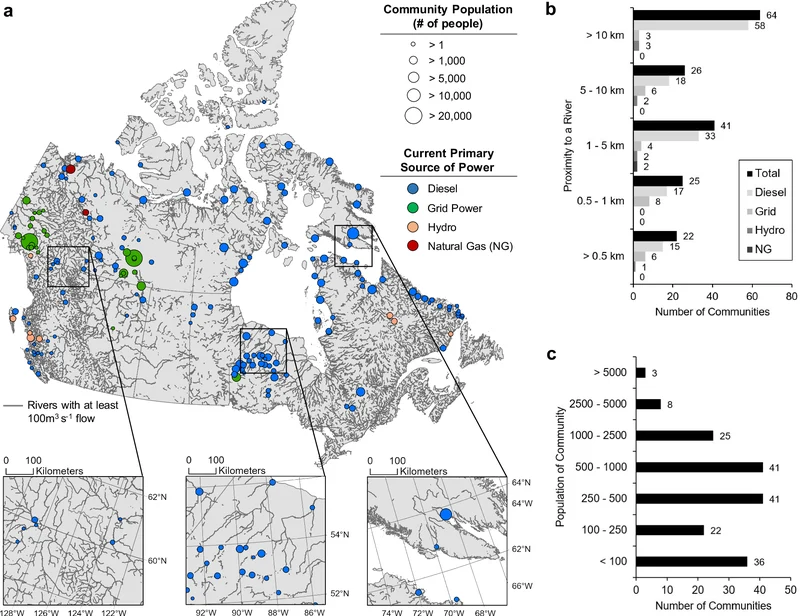 a
Community Population
(# of people)
> 1
> 1,000
> 5,000
> 10,000
> 20,000
Current Primary
Source of Power
Diesel
Grid Power
Hydro
Natural Gas (NG)
Rivers with at least
100m³ s⁻¹ flow
0 100
Kilometers
62°N
60°N
128°W 126°W 124°W 122°W
0 100
Kilometers
54°N
52°N
92°W 90°W 88°W 86°W
0 100
Kilometers
64°N
64°W
62°N
66°W
74°W 72°W 70°W 68°W
b
Proximity to a River
> 10 km
64
58
3
3
0
5 - 10 km
26
18
6
2
0
1 - 5 km
41
33
4
2
2
0.5 - 1 km
25
17
8
0
0
> 0.5 km
22
15
6
1
0
Total
Diesel
Grid
Hydro
NG
0 20 40 60 80
Number of Communities
c
Population of Community
> 5000 3
2500 - 5000 8
1000 - 2500 25
500 - 1000 41
250 - 500 41
100 - 250 22
< 100 36
0 10 20 30 40 50
Number of Communities